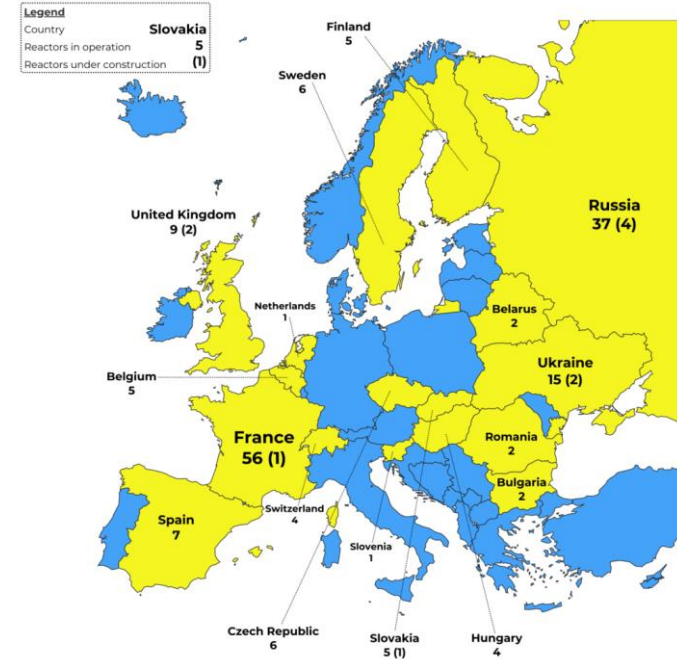 Legend
Country Slovakia
Reactors in operation 5
Reactors under construction (1)
Finland
5
Sweden
6
Russia
37 (4)
United Kingdom
9 (2)
Netherlands
1
Belarus
2
Ukraine
15 (2)
Belgium
5
France
56 (1)
Romania
2
Bulgaria
2
Switzerland
4
Spain
7
Slovenia
1
Czech Republic
6
Slovakia
5 (1)
Hungary
4